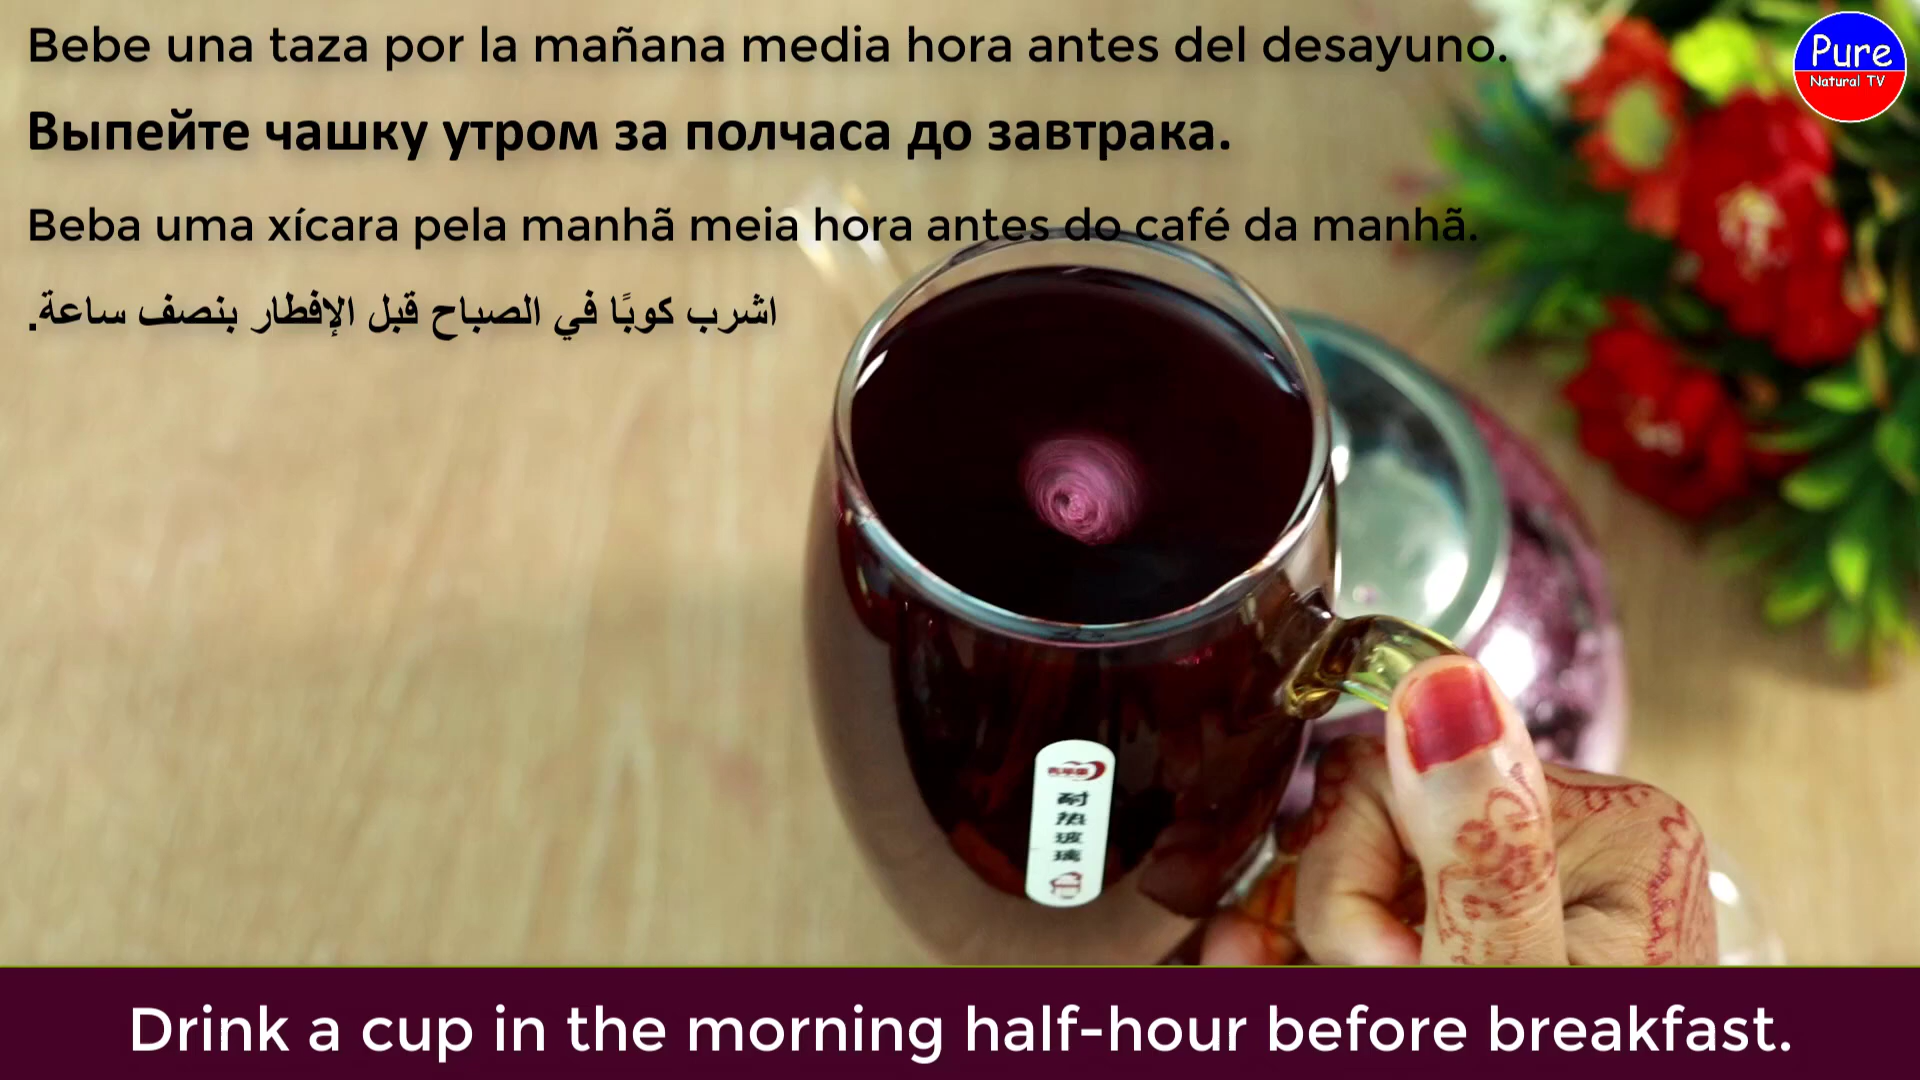 Bebe una taza por la mañana media hora antes del desayuno.
Pure
Natural TV
Выпейте чашку утром за полчаса до завтрака.
Beba uma xícara pela manhã meia hora antes do café da manhã.
اشرب كوبًا في الصباح قبل الإفطار بنصف ساعة.
耐
热
玻
璃
Drink a cup in the morning half-hour before breakfast.